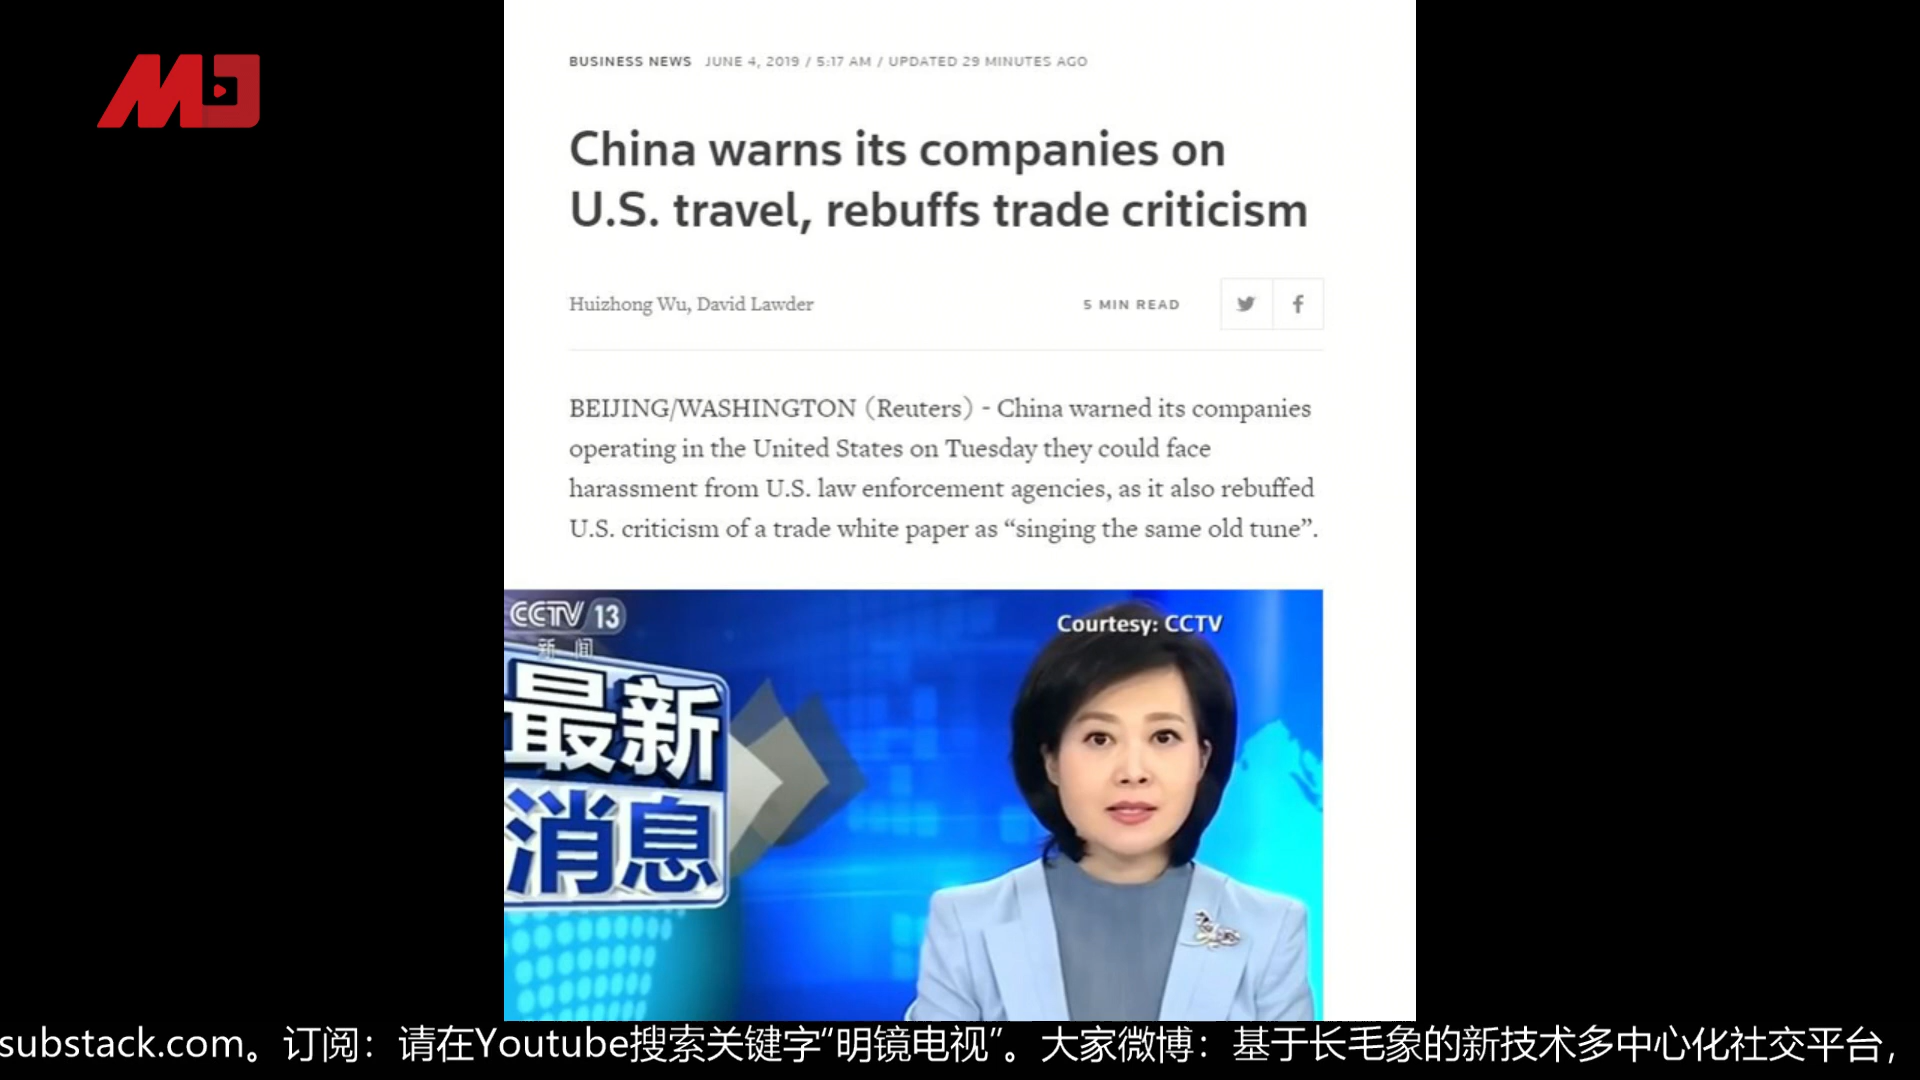 BUSINESS NEWS JUNE 4, 2019 / 5:17 AM / UPDATED 29 MINUTES AGO
China warns its companies on
U.S. travel, rebuffs trade criticism
Huizhong Wu, David Lawder
5 MIN READ
BEIJING/WASHINGTON (Reuters) - China warned its companies
operating in the United States on Tuesday they could face
harassment from U.S. law enforcement agencies, as it also rebuffed
U.S. criticism of a trade white paper as “singing the same old tune”.
CCTV 13
新 闻
Courtesy: CCTV
最新
消息
substack.com。订阅：请在Youtube搜索关键字“明镜电视”。大家微博：基于长毛象的新技术多中心化社交平台，